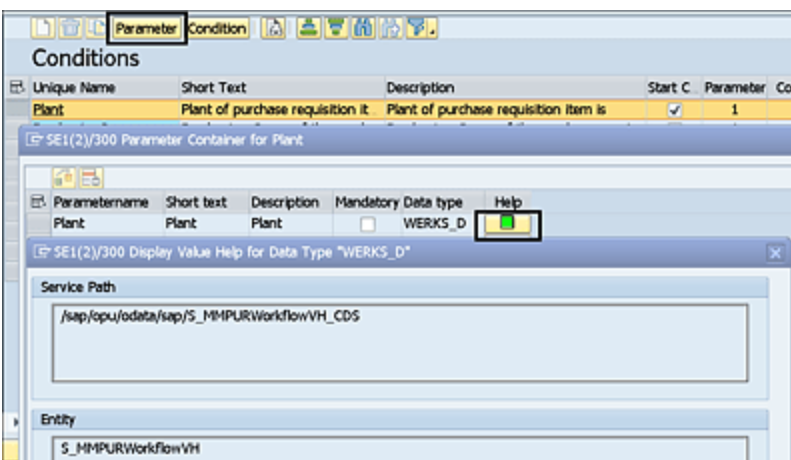 Parameter Condition
Conditions
Unique Name Short Text Description Start C.. Parameter Co
Plant Plant of purchase requisition it.. Plant of purchase requisition item is 1
SE1(2)/300 Parameter Container for Plant
Parametername Short text Description Mandatory Data type Help
Plant Plant Plant WERKS_D
SE1(2)/300 Display Value Help for Data Type "WERKS_D"
Service Path
/sap/opu/odata/sap/S_MMPURWorkflowVH_CDS
Entity
S_MMPURWorkflowVH